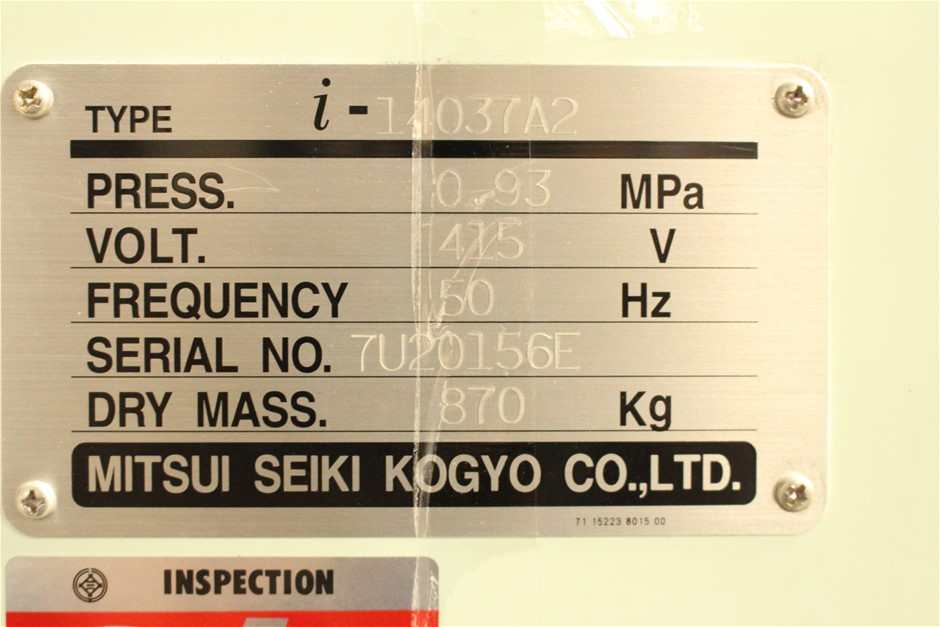 TYPE i-14037A2
PRESS. 0.93 MPa
VOLT. 415 V
FREQUENCY 50 Hz
SERIAL NO. 7U20156E
DRY MASS. 870 Kg
MITSUI SEIKI KOGYO CO.,LTD.
71 15223 8015 00
INSPECTION